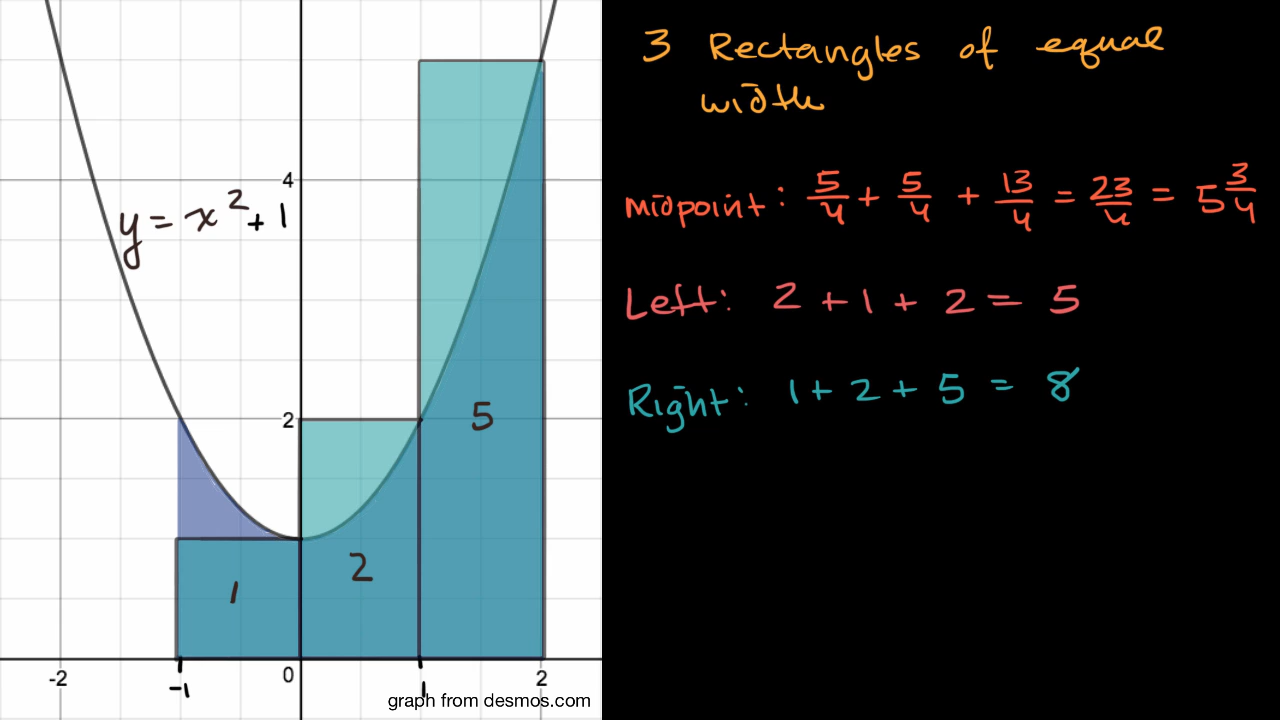 3 Rectangles of equal
width
4
y = x² + 1
midpoint: 5/4 + 5/4 + 13/4 = 23/4 = 5 3/4
Left: 2 + 1 + 2 = 5
Right: 1 + 2 + 5 = 8
2
5
2
1
-2
-1
0
1
2
graph from desmos.com